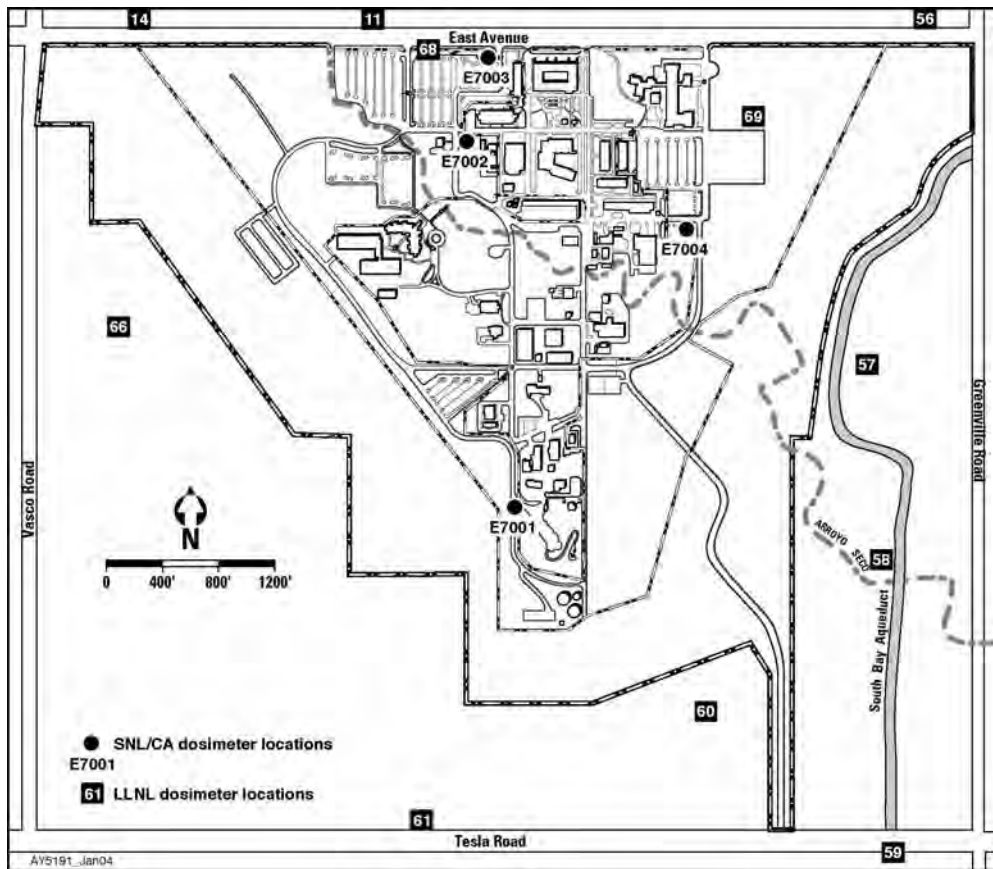 14
11
56
68
East Avenue
E7003
69
E7002
E7004
66
57
Vasco Road
Greenville Road
E7001
N
ARROYO SECO
0 400' 800' 1200'
58
South Bay Aqueduct
60
SNL/CA dosimeter locations
E7001
61 LLNL dosimeter locations
61
Tesla Road
59
AY5191_Jan04